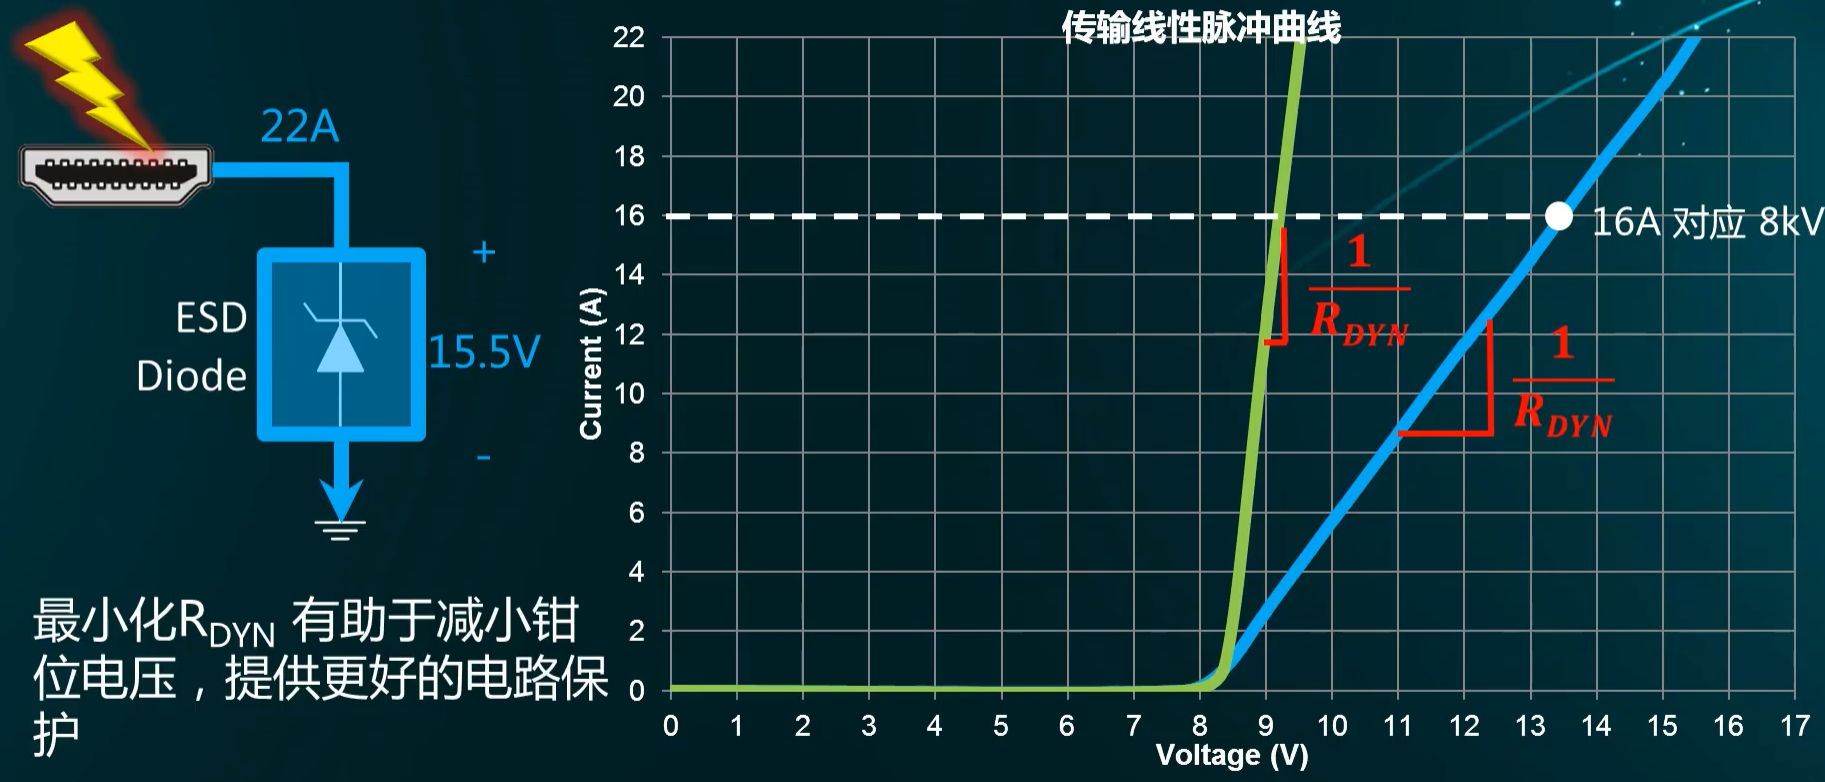 传输线性脉冲曲线
22A
+
ESD
Diode
15.5V
-
最小化R_DYN 有助于减小钳
位电压，提供更好的电路保
护
Current (A)
22
20
18
16
14
12
10
8
6
4
2
0
16A 对应 8kV
1
R_DYN
1
R_DYN
0 1 2 3 4 5 6 7 8 9 10 11 12 13 14 15 16 17
Voltage (V)